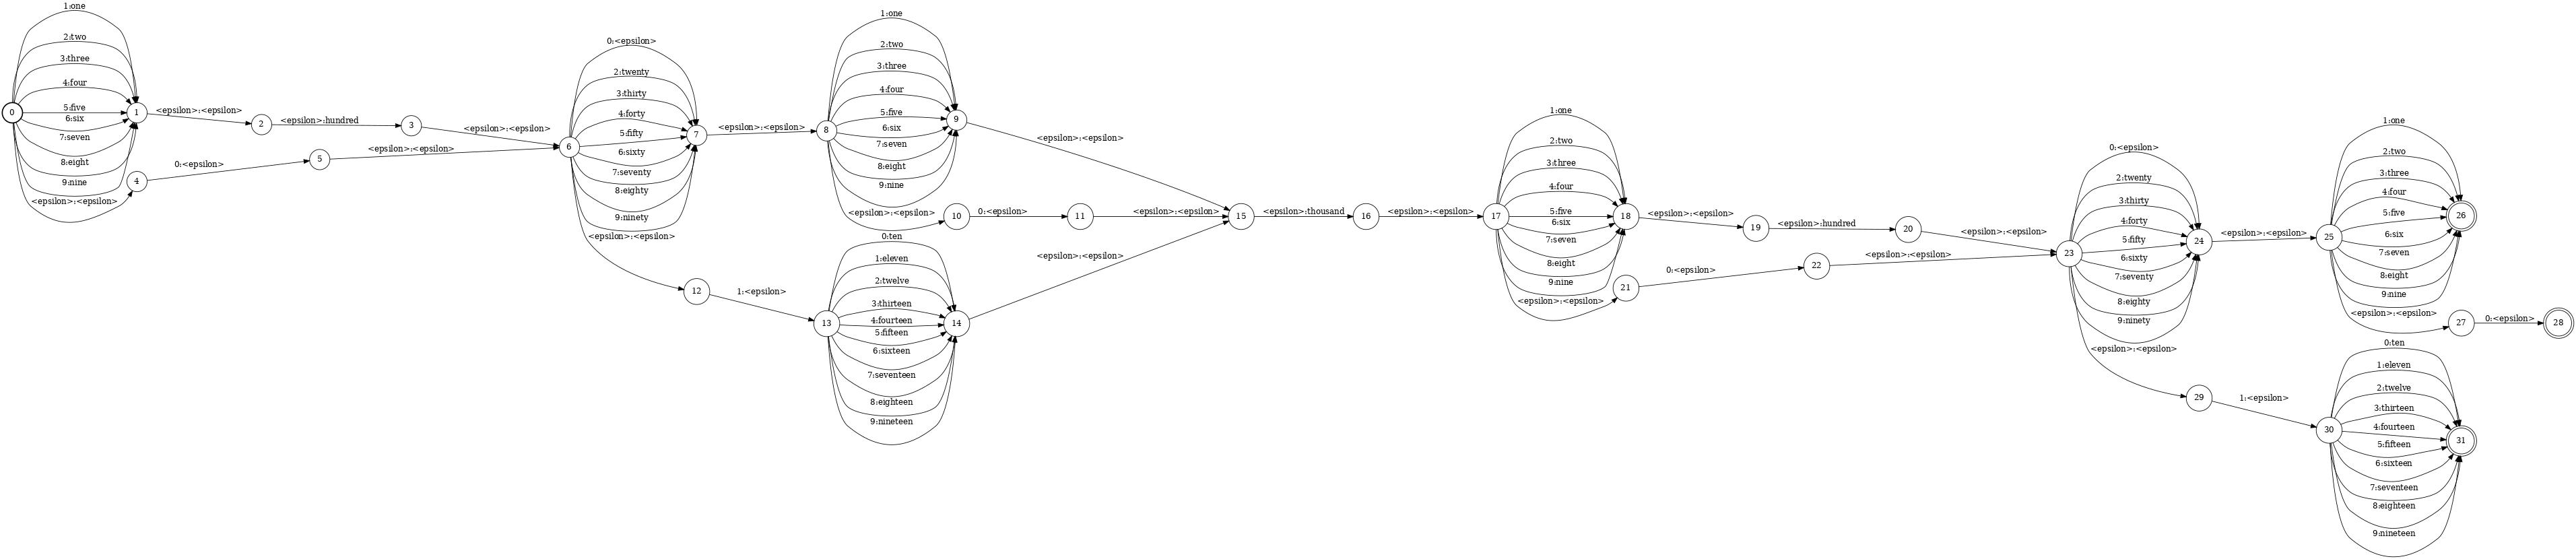 0
1:one
2:two
3:three
4:four
5:five
6:six
7:seven
8:eight
9:nine
<epsilon>:<epsilon>
1
<epsilon>:<epsilon>
2
<epsilon>:hundred
3
<epsilon>:<epsilon>
4
0:<epsilon>
5
<epsilon>:<epsilon>
6
0:<epsilon>
2:twenty
3:thirty
4:forty
5:fifty
6:sixty
7:seventy
8:eighty
9:ninety
<epsilon>:<epsilon>
7
<epsilon>:<epsilon>
8
1:one
2:two
3:three
4:four
5:five
6:six
7:seven
8:eight
9:nine
<epsilon>:<epsilon>
9
<epsilon>:<epsilon>
10
0:<epsilon>
11
<epsilon>:<epsilon>
12
1:<epsilon>
13
0:ten
1:eleven
2:twelve
3:thirteen
4:fourteen
5:fifteen
6:sixteen
7:seventeen
8:eighteen
9:nineteen
14
<epsilon>:<epsilon>
15
<epsilon>:thousand
16
<epsilon>:<epsilon>
17
1:one
2:two
3:three
4:four
5:five
6:six
7:seven
8:eight
9:nine
<epsilon>:<epsilon>
18
<epsilon>:<epsilon>
19
<epsilon>:hundred
20
<epsilon>:<epsilon>
21
0:<epsilon>
22
<epsilon>:<epsilon>
23
0:<epsilon>
2:twenty
3:thirty
4:forty
5:fifty
6:sixty
7:seventy
8:eighty
9:ninety
<epsilon>:<epsilon>
24
<epsilon>:<epsilon>
25
1:one
2:two
3:three
4:four
5:five
6:six
7:seven
8:eight
9:nine
<epsilon>:<epsilon>
26
27
0:<epsilon>
28
29
1:<epsilon>
30
0:ten
1:eleven
2:twelve
3:thirteen
4:fourteen
5:fifteen
6:sixteen
7:seventeen
8:eighteen
9:nineteen
31